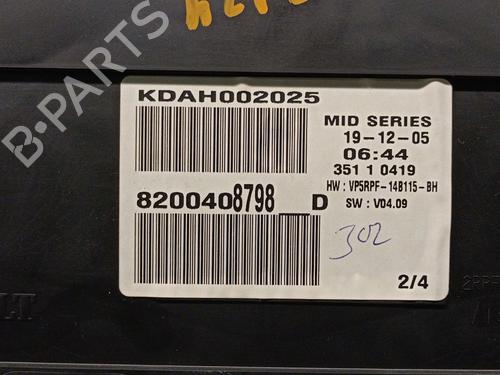 KDAH002025
MID SERIES
19-12-05
06:44
351 1 0419
HW : VP5RPF-14B115-BH
8200408798__D
SW : V04.09
302
2/4
B-PARTS